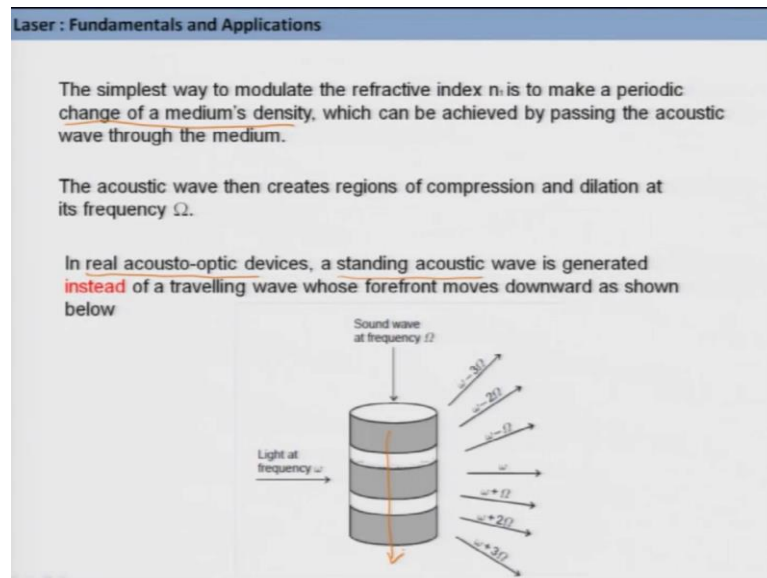 Laser : Fundamentals and Applications
The simplest way to modulate the refractive index n is to make a periodic
change of a medium's density, which can be achieved by passing the acoustic
wave through the medium.
The acoustic wave then creates regions of compression and dilation at
its frequency Ω.
In real acousto-optic devices, a standing acoustic wave is generated
instead of a travelling wave whose forefront moves downward as shown
below
Sound wave
at frequency Ω
Light at
frequency ω
ω−3Ω
ω−2Ω
ω−Ω
ω
ω+Ω
ω+2Ω
ω+3Ω